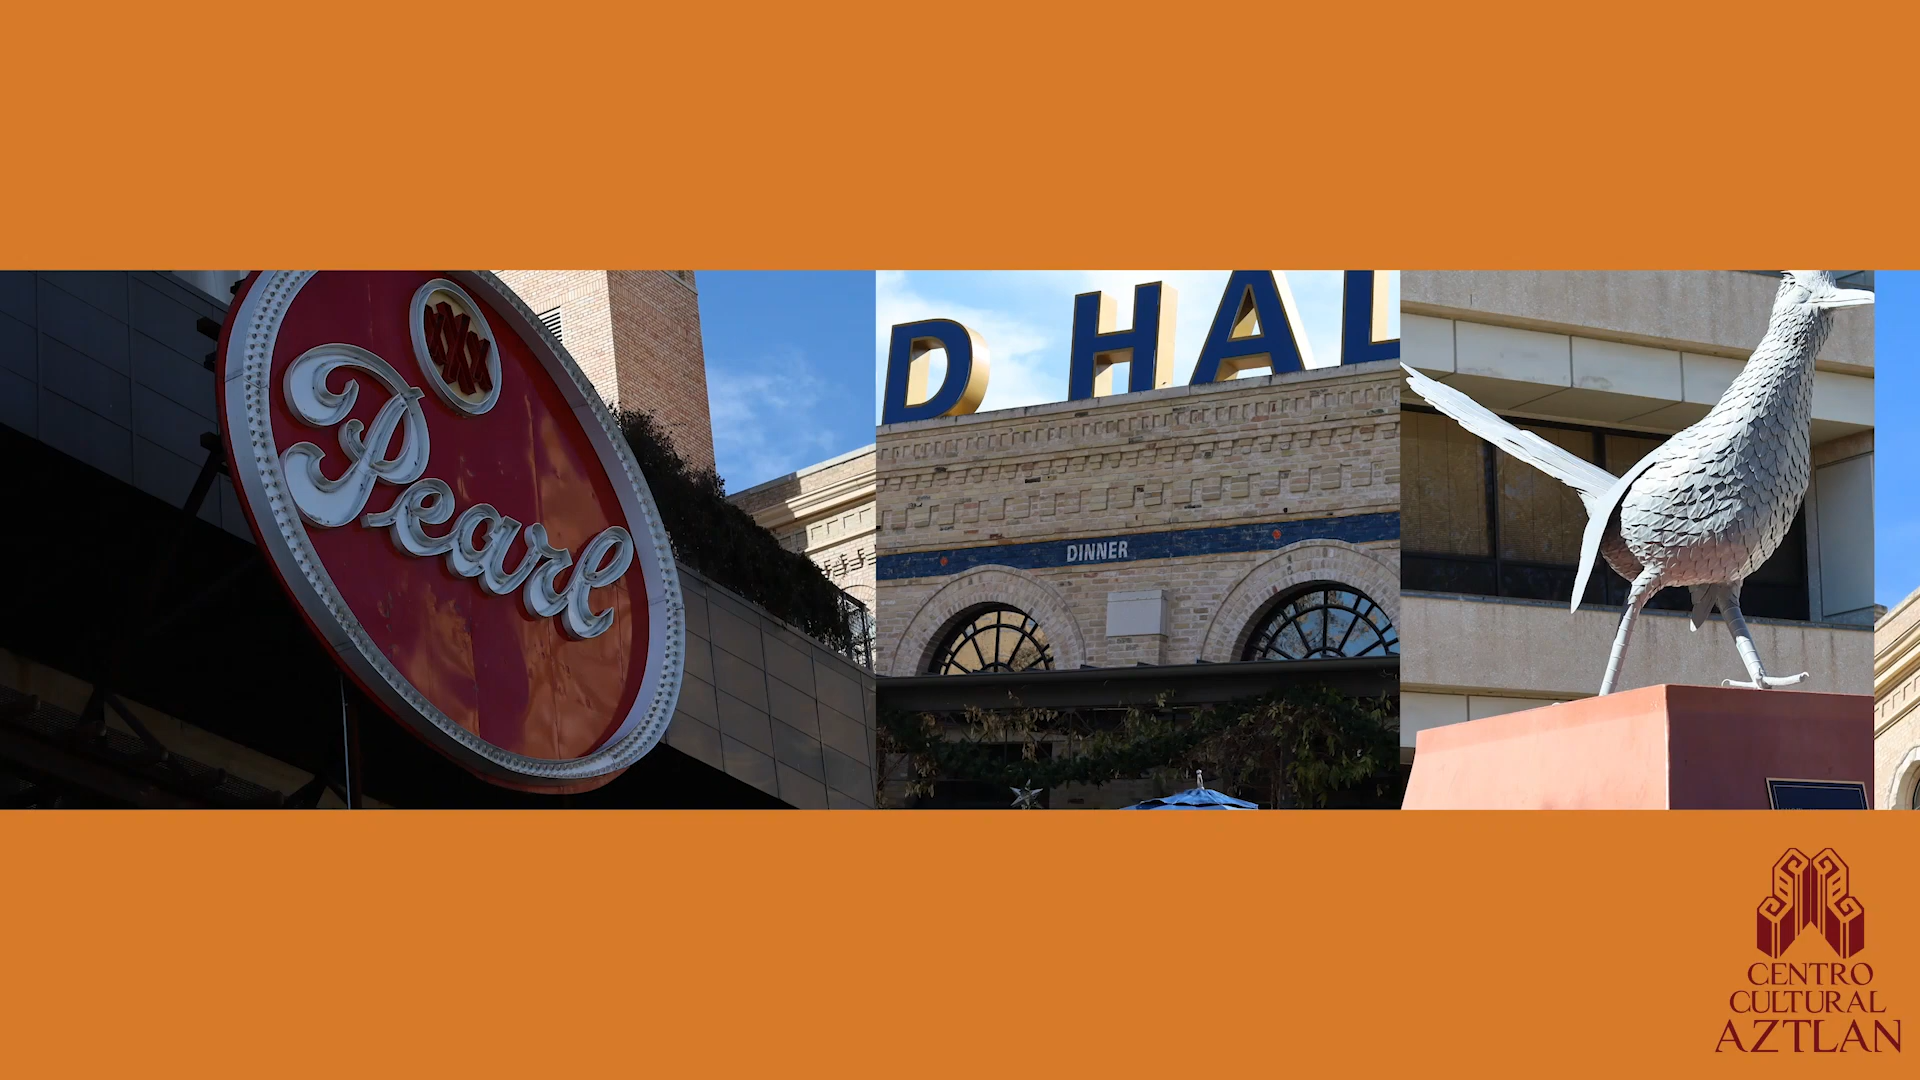 XXX
Pearl
D HAL
DINNER
CENTRO
CULTURAL
AZTLAN